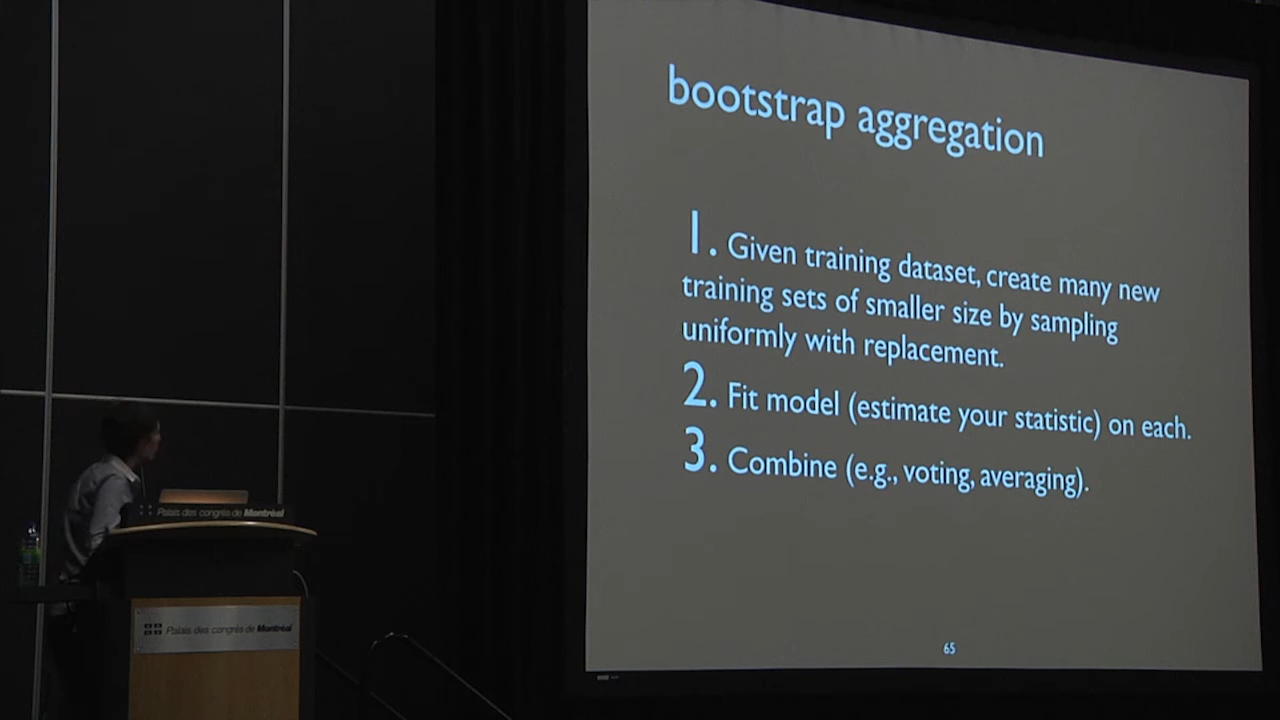 bootstrap aggregation
1. Given training dataset, create many new
training sets of smaller size by sampling
uniformly with replacement.
2. Fit model (estimate your statistic) on each.
3. Combine (e.g., voting, averaging).
65
Palais des congrès de Montréal
Palais des congrès de Montréal